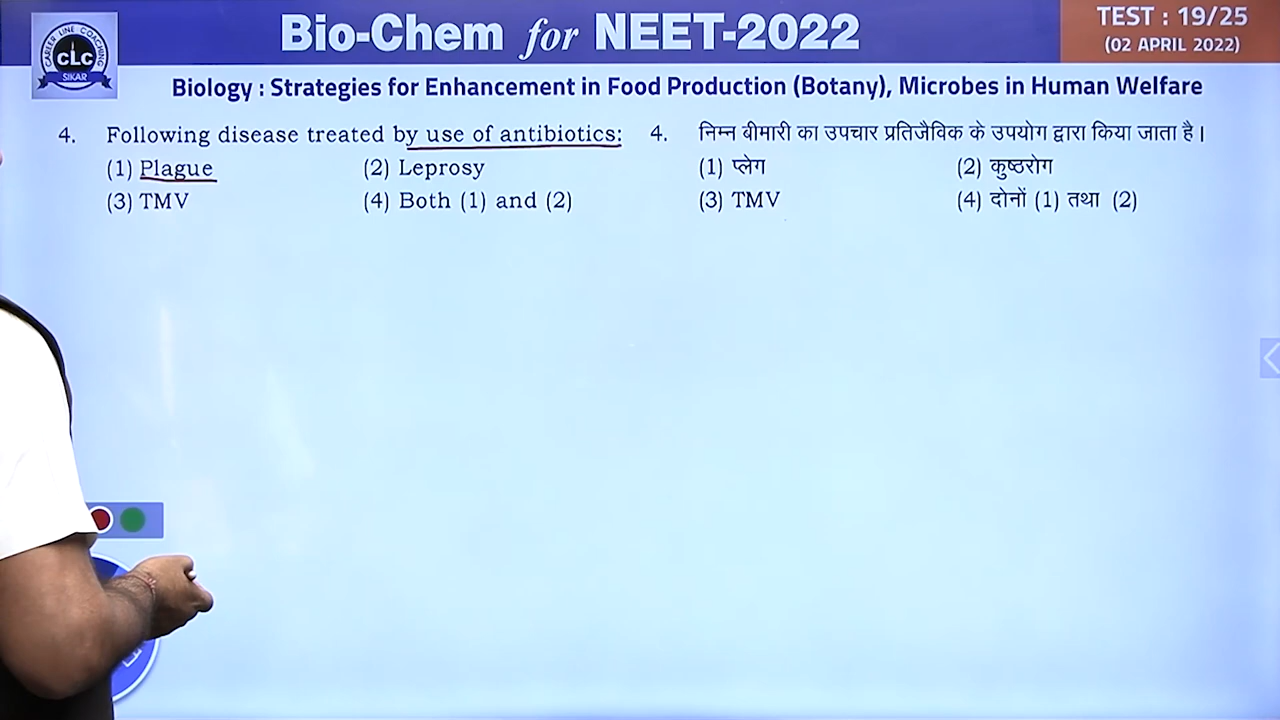 Bio-Chem for NEET-2022
TEST : 19/25
(02 APRIL 2022)
CAREER LINE COACHING
CLC
SIKAR
Biology : Strategies for Enhancement in Food Production (Botany), Microbes in Human Welfare
4. Following disease treated by use of antibiotics:
(1) Plague (2) Leprosy
(3) TMV (4) Both (1) and (2)
4. निम्न बीमारी का उपचार प्रतिजैविक के उपयोग द्वारा किया जाता है।
(1) प्लेग (2) कुष्ठरोग
(3) TMV (4) दोनों (1) तथा (2)